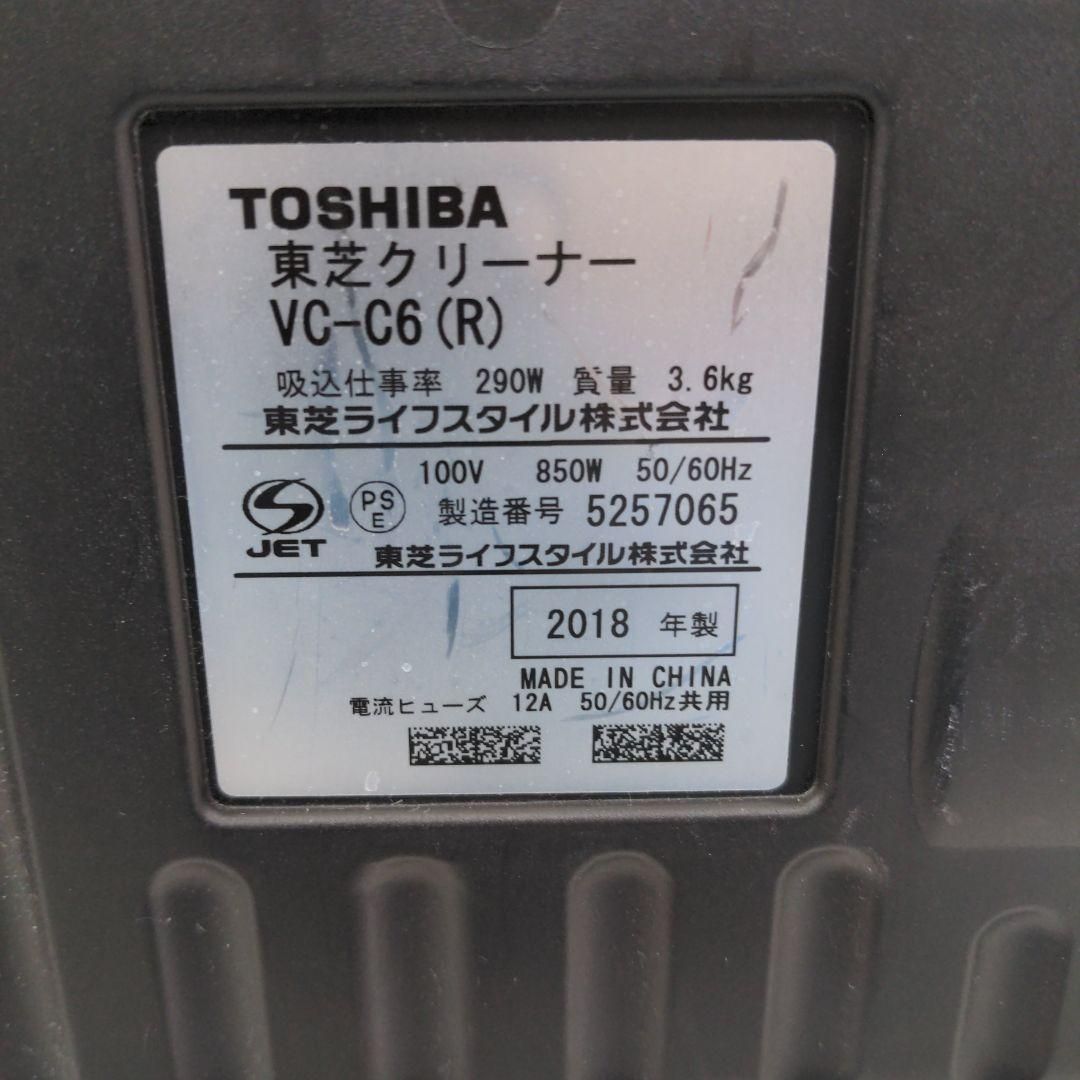 TOSHIBA
東芝クリーナー
VC-C6(R)
吸込仕事率 290W 質量 3.6kg
東芝ライフスタイル株式会社
100V 850W 50/60Hz
JET PSE 製造番号 5257065
東芝ライフスタイル株式会社
2018 年製
MADE IN CHINA
電流ヒューズ 12A 50/60Hz共用